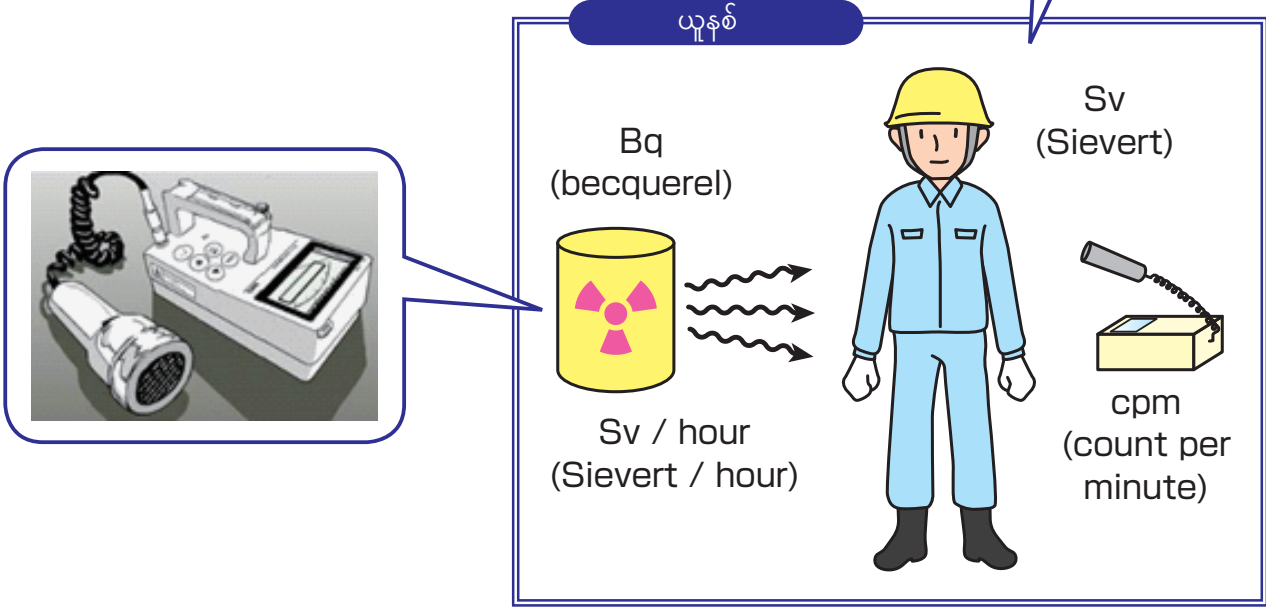 ယူနစ်
Bq
(becquerel)
Sv / hour
(Sievert / hour)
Sv
(Sievert)
cpm
(count per
minute)